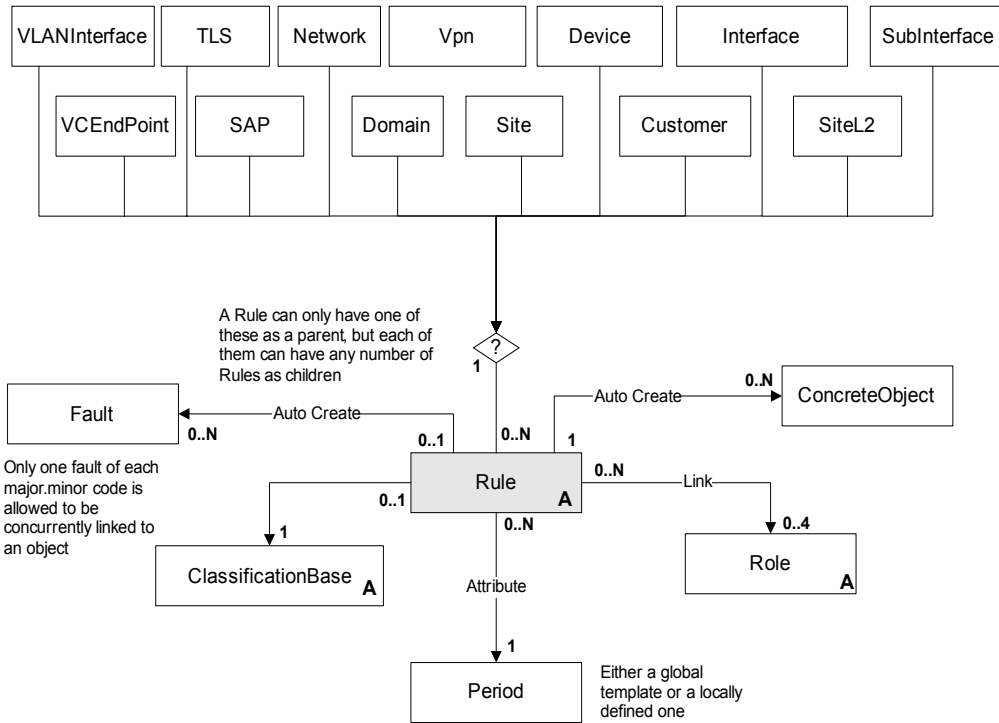 VLANInterface
TLS
Network
Vpn
Device
Interface
SubInterface
VCEndPoint
SAP
Domain
Site
Customer
SiteL2
A Rule can only have one of
these as a parent, but each of
them can have any number of
Rules as children
?
1
Fault
Auto Create
0..N
0..1
0..N
Auto Create
1
0..N
ConcreteObject
Only one fault of each
major.minor code is
allowed to be
concurrently linked to
an object
Rule
A
0..1
0..N
0..N
Link
0..4
1
ClassificationBase
A
Attribute
Role
A
1
Period
Either a global
template or a locally
defined one